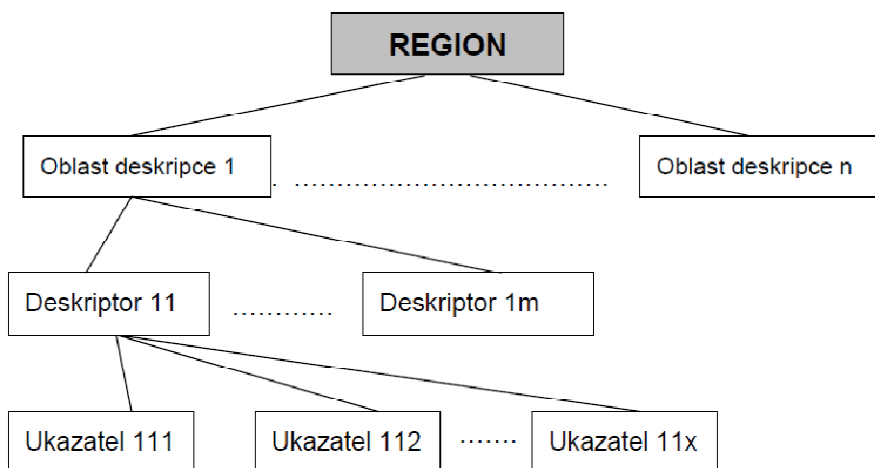 REGION
Oblast deskripce 1
Oblast deskripce n
Deskriptor 11
Deskriptor 1m
Ukazatel 111
Ukazatel 112
Ukazatel 11x